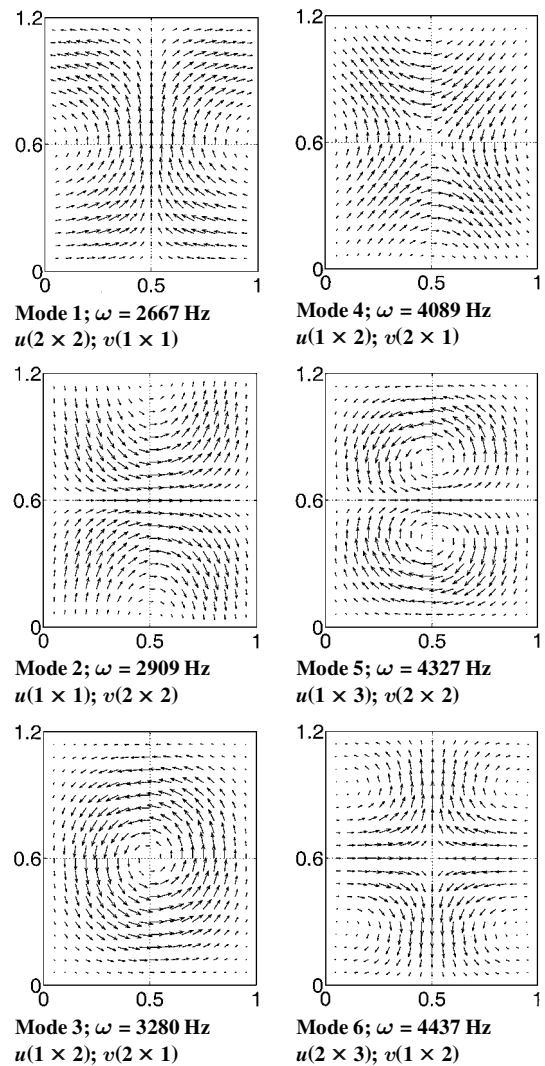 1.2
0.6
0
0.5
1
Mode 1; ω = 2667 Hz
u(2 × 2); v(1 × 1)
1.2
0.6
0
0
0.5
1
Mode 4; ω = 4089 Hz
u(1 × 2); v(2 × 1)
1.2
0.6
0
0
0.5
1
Mode 2; ω = 2909 Hz
u(1 × 1); v(2 × 2)
1.2
0.6
0
0
0.5
1
Mode 5; ω = 4327 Hz
u(1 × 3); v(2 × 2)
1.2
0.6
0
0
0.5
1
Mode 3; ω = 3280 Hz
u(1 × 2); v(2 × 1)
1.2
0.6
0
0
0.5
1
Mode 6; ω = 4437 Hz
u(2 × 3); v(1 × 2)